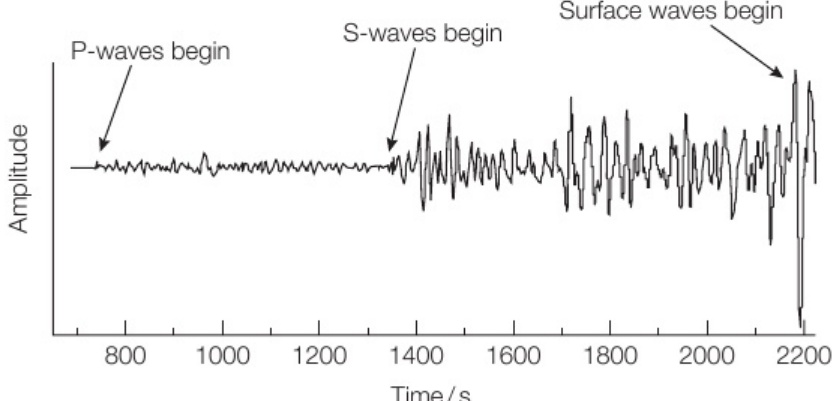 Surface waves begin
S-waves begin
P-waves begin
Amplitude
800 1000 1200 1400 1600 1800 2000 2200
Time/s